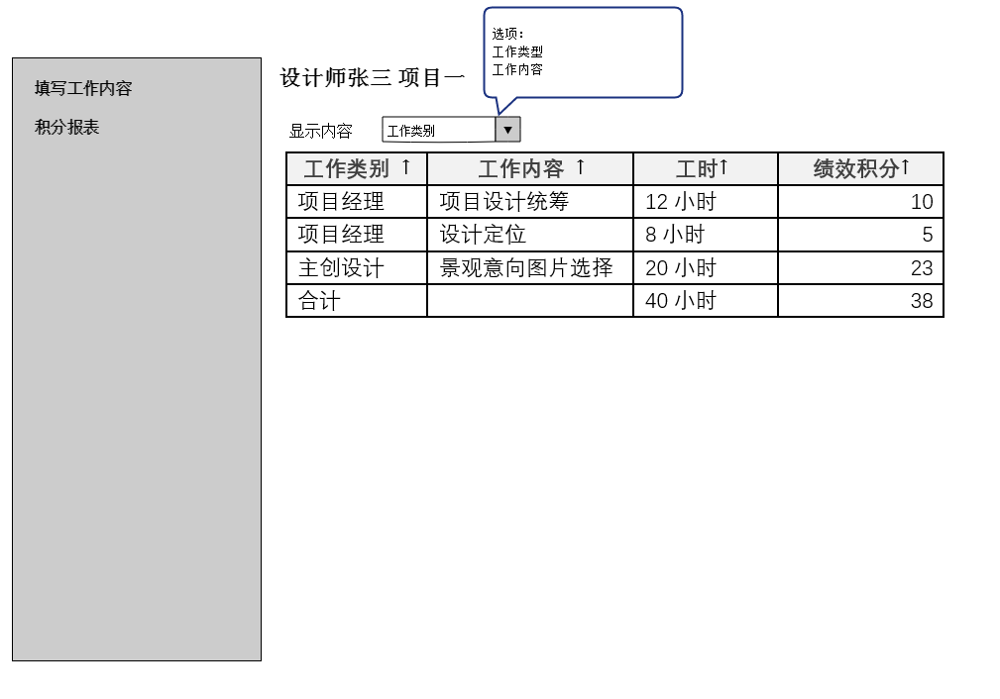 选项：
工作类型
工作内容
填写工作内容
积分报表
设计师张三 项目一
显示内容 工作类别 ▼
工作类别 ↑ 工作内容 ↑ 工时↑ 绩效积分↑
项目经理 项目设计统筹 12 小时 10
项目经理 设计定位 8 小时 5
主创设计 景观意向图片选择 20 小时 23
合计 40 小时 38